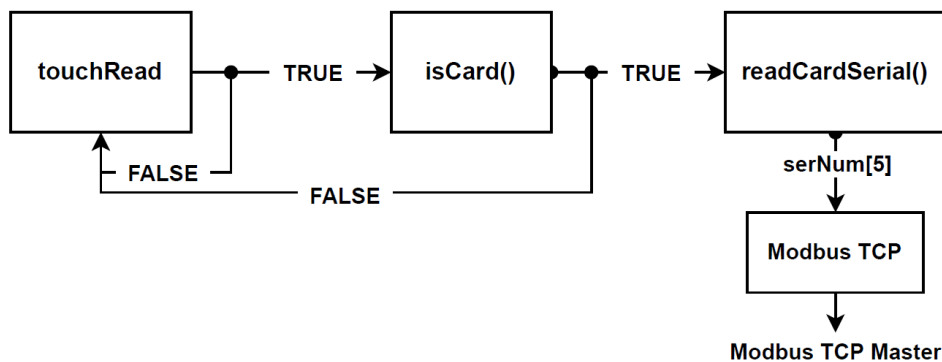 touchRead
TRUE
isCard()
TRUE
readCardSerial()
FALSE
FALSE
serNum[5]
Modbus TCP
Modbus TCP Master